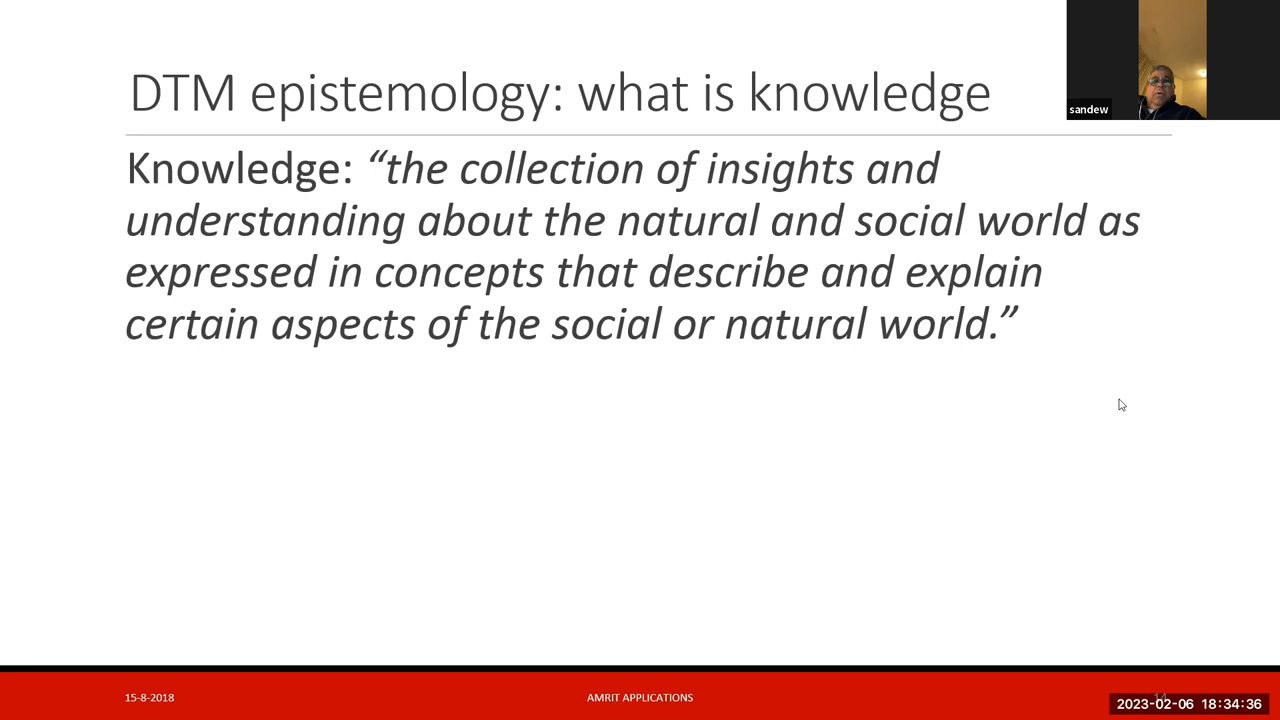 DTM epistemology: what is knowledge
sandew
Knowledge: “the collection of insights and
understanding about the natural and social world as
expressed in concepts that describe and explain
certain aspects of the social or natural world.”
15-8-2018
AMRIT APPLICATIONS
2023-02-06 18:34:36